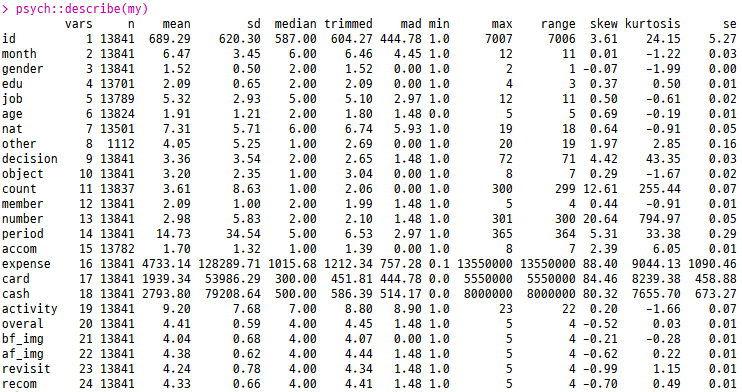 > psych::describe(my)
vars n mean sd median trimmed mad min max range skew kurtosis se
id 1 13841 689.29 620.30 587.00 604.27 444.78 1.0 7007 7006 3.61 24.15 5.27
month 2 13841 6.47 3.45 6.00 6.46 4.45 1.0 12 11 0.01 -1.22 0.03
gender 3 13841 1.52 0.50 2.00 1.52 0.00 1.0 2 1 -0.07 -1.99 0.00
edu 4 13701 2.09 0.65 2.00 2.09 0.00 1.0 4 3 0.37 0.50 0.01
job 5 13789 5.32 2.93 5.00 5.10 2.97 1.0 12 11 0.50 -0.61 0.02
age 6 13824 1.91 1.21 2.00 1.80 1.48 0.0 5 5 0.69 -0.19 0.01
nat 7 13501 7.31 5.71 6.00 6.74 5.93 1.0 19 18 0.64 -0.91 0.05
other 8 1112 4.05 5.25 1.00 2.69 0.00 1.0 20 19 1.97 2.85 0.16
decision 9 13841 3.36 3.54 2.00 2.65 1.48 1.0 72 71 4.42 43.35 0.03
object 10 13841 3.20 2.35 1.00 3.04 0.00 1.0 8 7 0.29 -1.67 0.02
count 11 13837 3.61 8.63 1.00 2.06 0.00 1.0 300 299 12.61 255.44 0.07
member 12 13841 2.09 1.00 2.00 1.99 1.48 1.0 5 4 0.44 -0.91 0.01
number 13 13841 2.98 5.83 2.00 2.10 1.48 1.0 301 300 20.64 794.97 0.05
period 14 13841 14.73 34.54 5.00 6.53 2.97 1.0 365 364 5.31 33.38 0.29
accom 15 13782 1.70 1.32 1.00 1.39 0.00 1.0 8 7 2.39 6.05 0.01
expense 16 13841 4733.14 128289.71 1015.68 1212.34 757.28 0.1 13550000 13550000 88.40 9044.13 1090.46
card 17 13841 1939.34 53986.29 300.00 451.81 444.78 0.0 5550000 5550000 84.46 8239.38 458.88
cash 18 13841 2793.80 79208.64 500.00 586.39 514.17 0.0 8000000 8000000 80.32 7655.70 673.27
activity 19 13841 9.20 7.68 7.00 8.80 8.90 1.0 23 22 0.20 -1.66 0.07
overal 20 13841 4.41 0.59 4.00 4.45 1.48 1.0 5 4 -0.52 0.03 0.01
bf_img 21 13841 4.04 0.68 4.00 4.07 0.00 1.0 5 4 -0.21 -0.28 0.01
af_img 22 13841 4.38 0.62 4.00 4.44 1.48 1.0 5 4 -0.62 0.22 0.01
revisit 23 13841 4.24 0.78 4.00 4.34 1.48 1.0 5 4 -0.99 1.15 0.01
recom 24 13841 4.33 0.66 4.00 4.41 1.48 1.0 5 4 -0.70 0.49 0.01